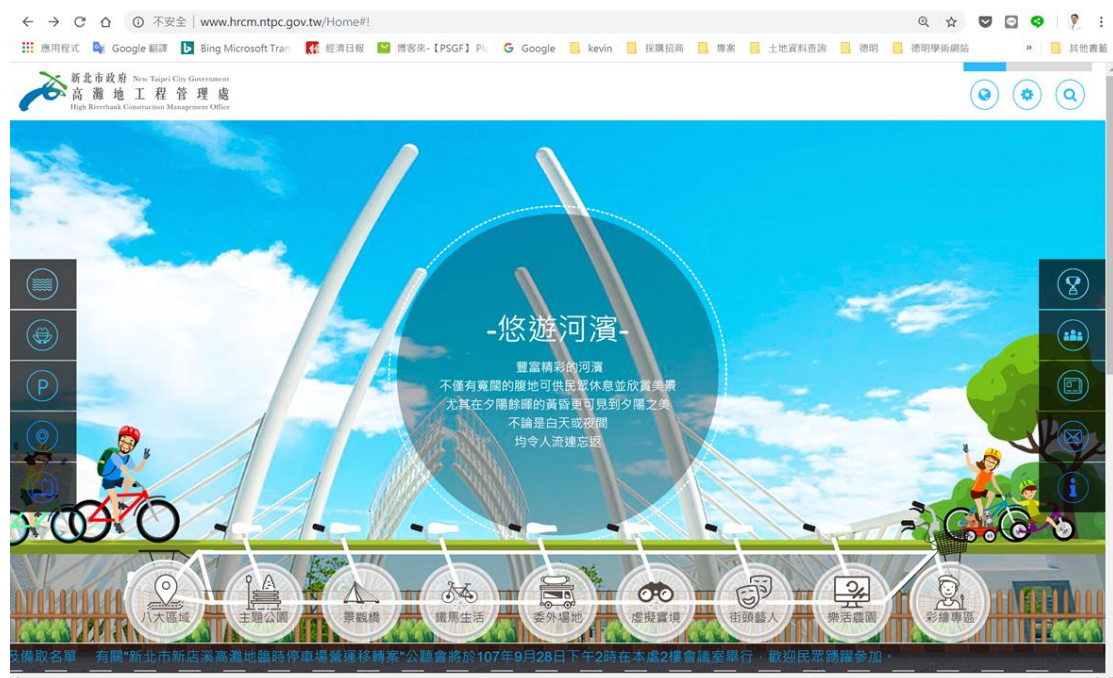 不安全 | www.hrcm.ntpc.gov.tw/Home#!
應用程式 Google 翻譯 Bing Microsoft Tran 經濟日報 博客來-【PSGF】Pl Google kevin 採購招商 專案 土地資料查詢 德明 德明學術網站 » 其他書籤
新北市政府 New Taipei City Government
高灘地工程管理處
High Riverbank Construction Management Office
-悠遊河濱-
豐富精彩的河濱
不僅有寬闊的腹地可供民眾休息並欣賞美景
尤其在夕陽餘暉的黃昏更可見到夕陽之美
不論是白天或夜間
均令人流連忘返
P
八大區域 主題公園 景觀橋 鐵馬生活 委外場地 虛擬實境 街頭藝人 樂活農園 彩繪專區
及備取名單 有關"新北市新店溪高灘地臨時停車場營運移轉案"公聽會將於107年9月28日下午2時在本處2樓會議室舉行，歡迎民眾踴躍參加。